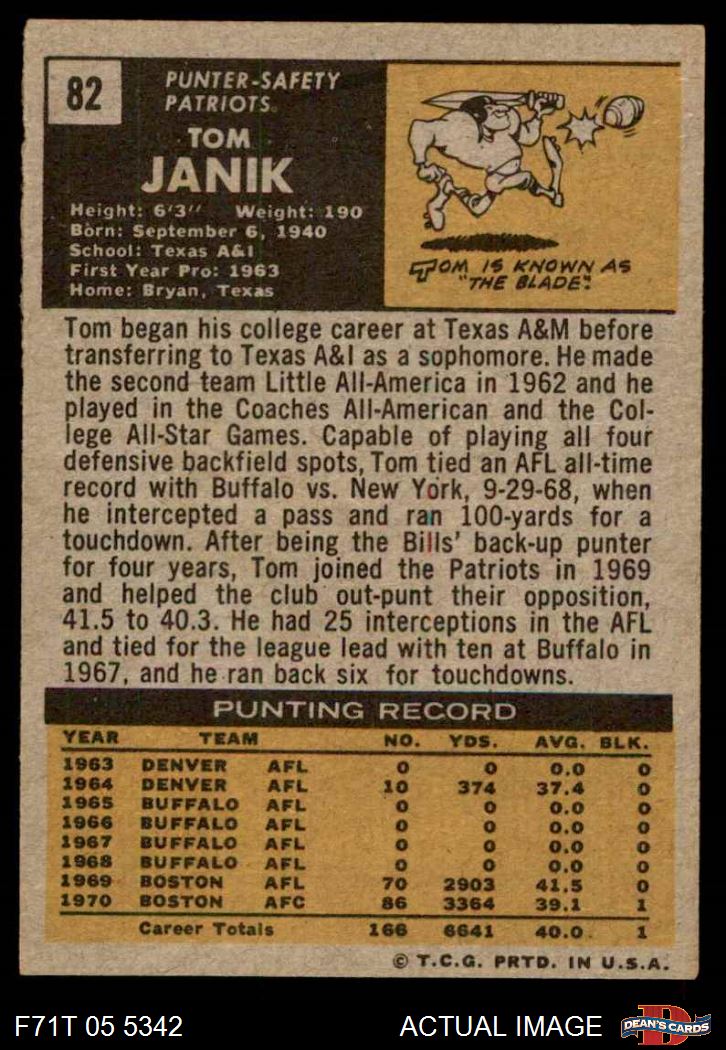 82
PUNTER-SAFETY
PATRIOTS
TOM
JANIK
Height: 6'3" Weight: 190
Born: September 6, 1940
School: Texas A&I
First Year Pro: 1963
Home: Bryan, Texas
TOM IS KNOWN AS
"THE BLADE".
Tom began his college career at Texas A&M before
transferring to Texas A&I as a sophomore. He made
the second team Little All-America in 1962 and he
played in the Coaches All-American and the Col-
lege All-Star Games. Capable of playing all four
defensive backfield spots, Tom tied an AFL all-time
record with Buffalo vs. New York, 9-29-68, when
he intercepted a pass and ran 100-yards for a
touchdown. After being the Bills' back-up punter
for four years, Tom joined the Patriots in 1969
and helped the club out-punt their opposition,
41.5 to 40.3. He had 25 interceptions in the AFL
and tied for the league lead with ten at Buffalo in
1967, and he ran back six for touchdowns.
PUNTING RECORD
YEAR TEAM NO. YDS. AVG. BLK.
1963 DENVER AFL 0 0 0.0 0
1964 DENVER AFL 10 374 37.4 0
1965 BUFFALO AFL 0 0 0.0 0
1966 BUFFALO AFL 0 0 0.0 0
1967 BUFFALO AFL 0 0 0.0 0
1968 BUFFALO AFL 0 0 0.0 0
1969 BOSTON AFL 70 2903 41.5 0
1970 BOSTON AFC 86 3364 39.1 1
Career Totals 166 6641 40.0 1
© T.C.G. PRTD. IN U.S.A.
F71T 05 5342 ACTUAL IMAGE D DEAN'S CARDS